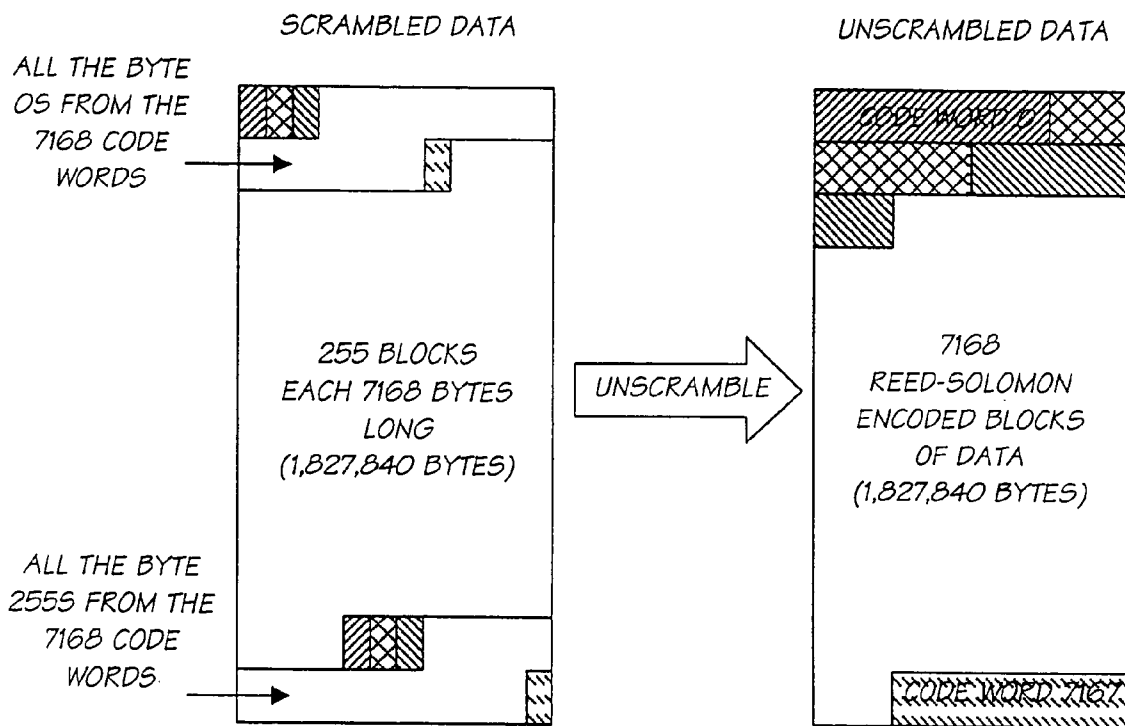 SCRAMBLED DATA
UNSCRAMBLED DATA
ALL THE BYTE
0S FROM THE
7168 CODE
WORDS
CODE WORD 0
255 BLOCKS
EACH 7168 BYTES
LONG
(1,827,840 BYTES)
UNSCRAMBLE
7168
REED-SOLOMON
ENCODED BLOCKS
OF DATA
(1,827,840 BYTES)
ALL THE BYTE
255S FROM THE
7168 CODE
WORDS
CODE WORD 7167